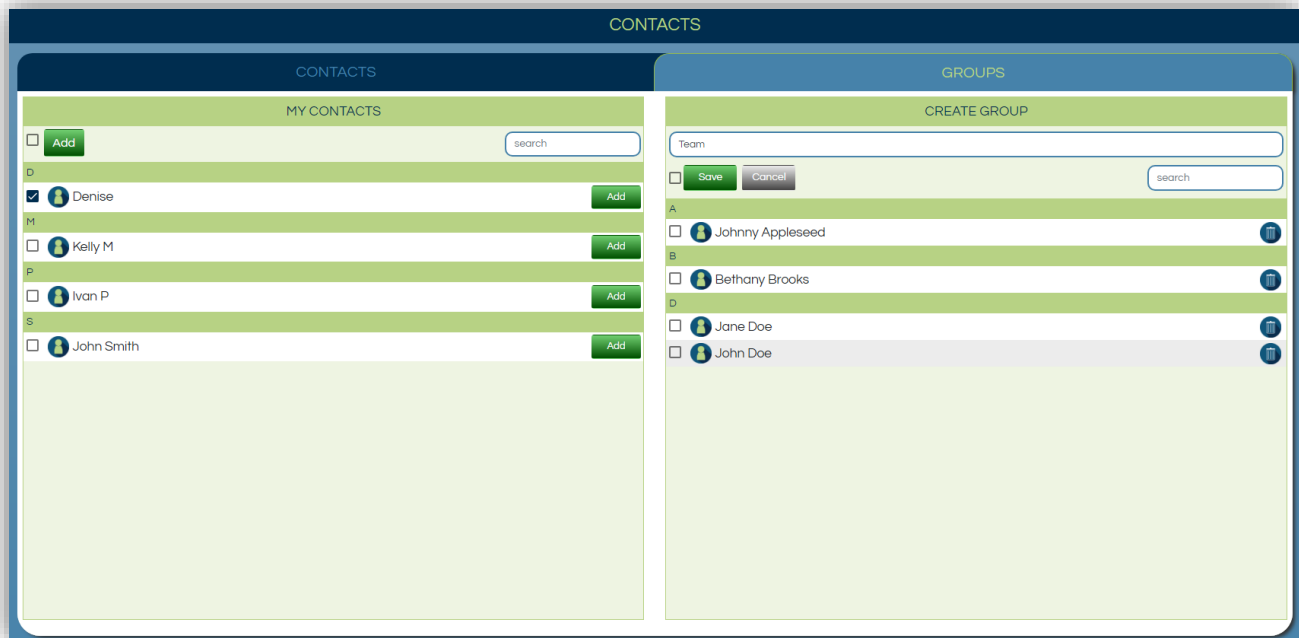 CONTACTS
CONTACTS
GROUPS
MY CONTACTS
Add
search
D
Denise
Add
M
Kelly M
Add
P
Ivan P
Add
S
John Smith
Add
CREATE GROUP
Team
Save
Cancel
search
A
Johnny Appleseed
B
Bethany Brooks
D
Jane Doe
John Doe